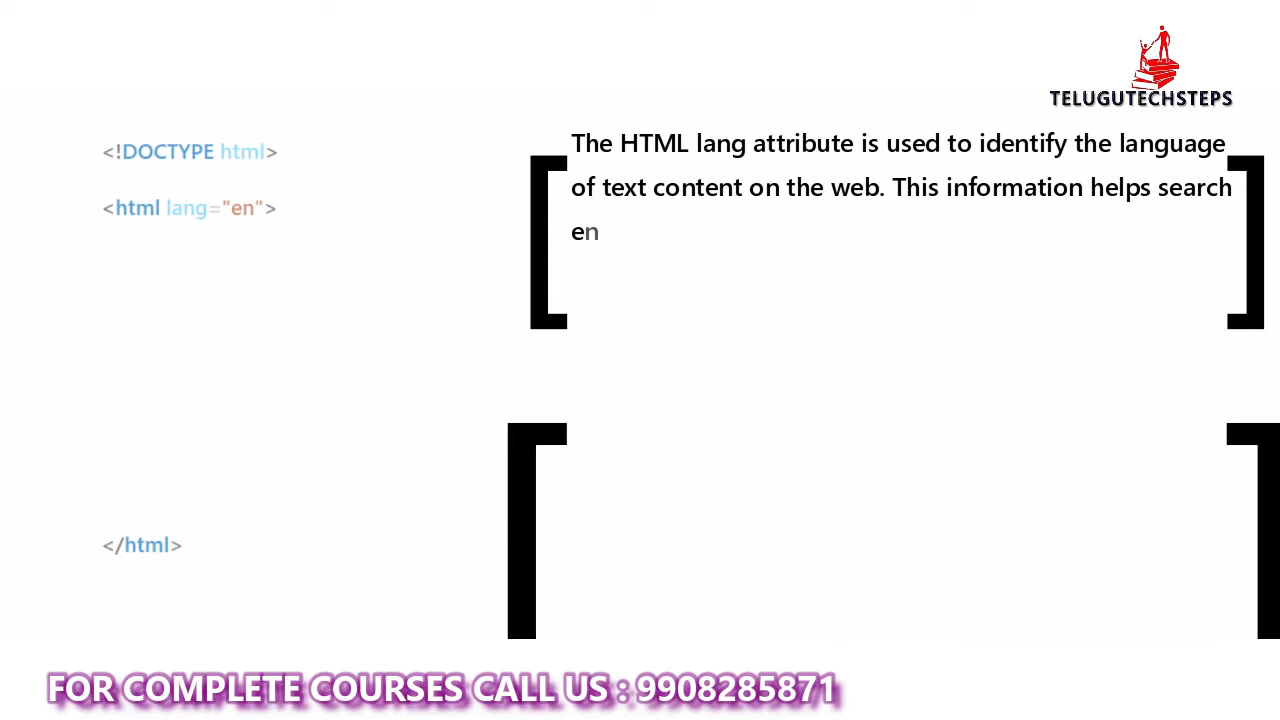 TELUGUTECHSTEPS
<!DOCTYPE html>
<html lang="en">
</html>
The HTML lang attribute is used to identify the language
of text content on the web. This information helps search
en
FOR COMPLETE COURSES CALL US : 9908285871